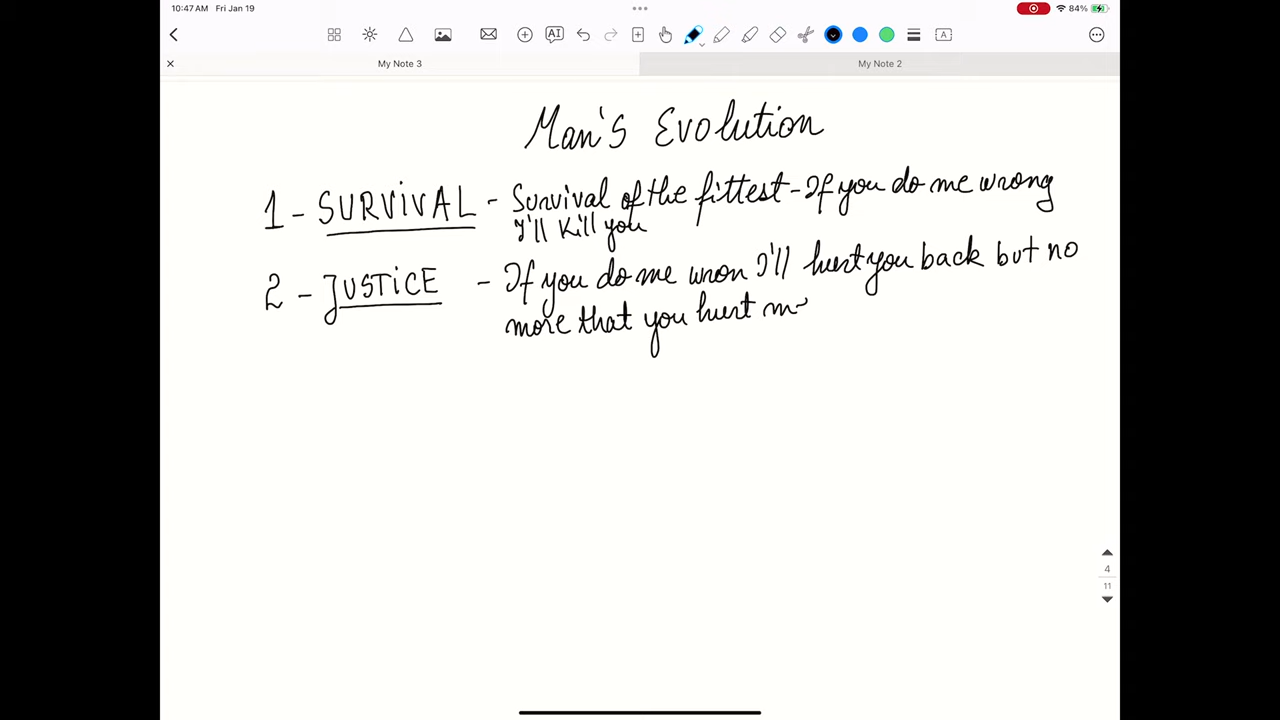 10:47 AM Fri Jan 19
84%
My Note 3
My Note 2
Man's Evolution
1 - SURVIVAL - Survival of the fittest - If you do me wrong
I'll Kill you
2 - JUSTICE - If you do me wron I'll hurt you back but no
more that you hurt m
4
11